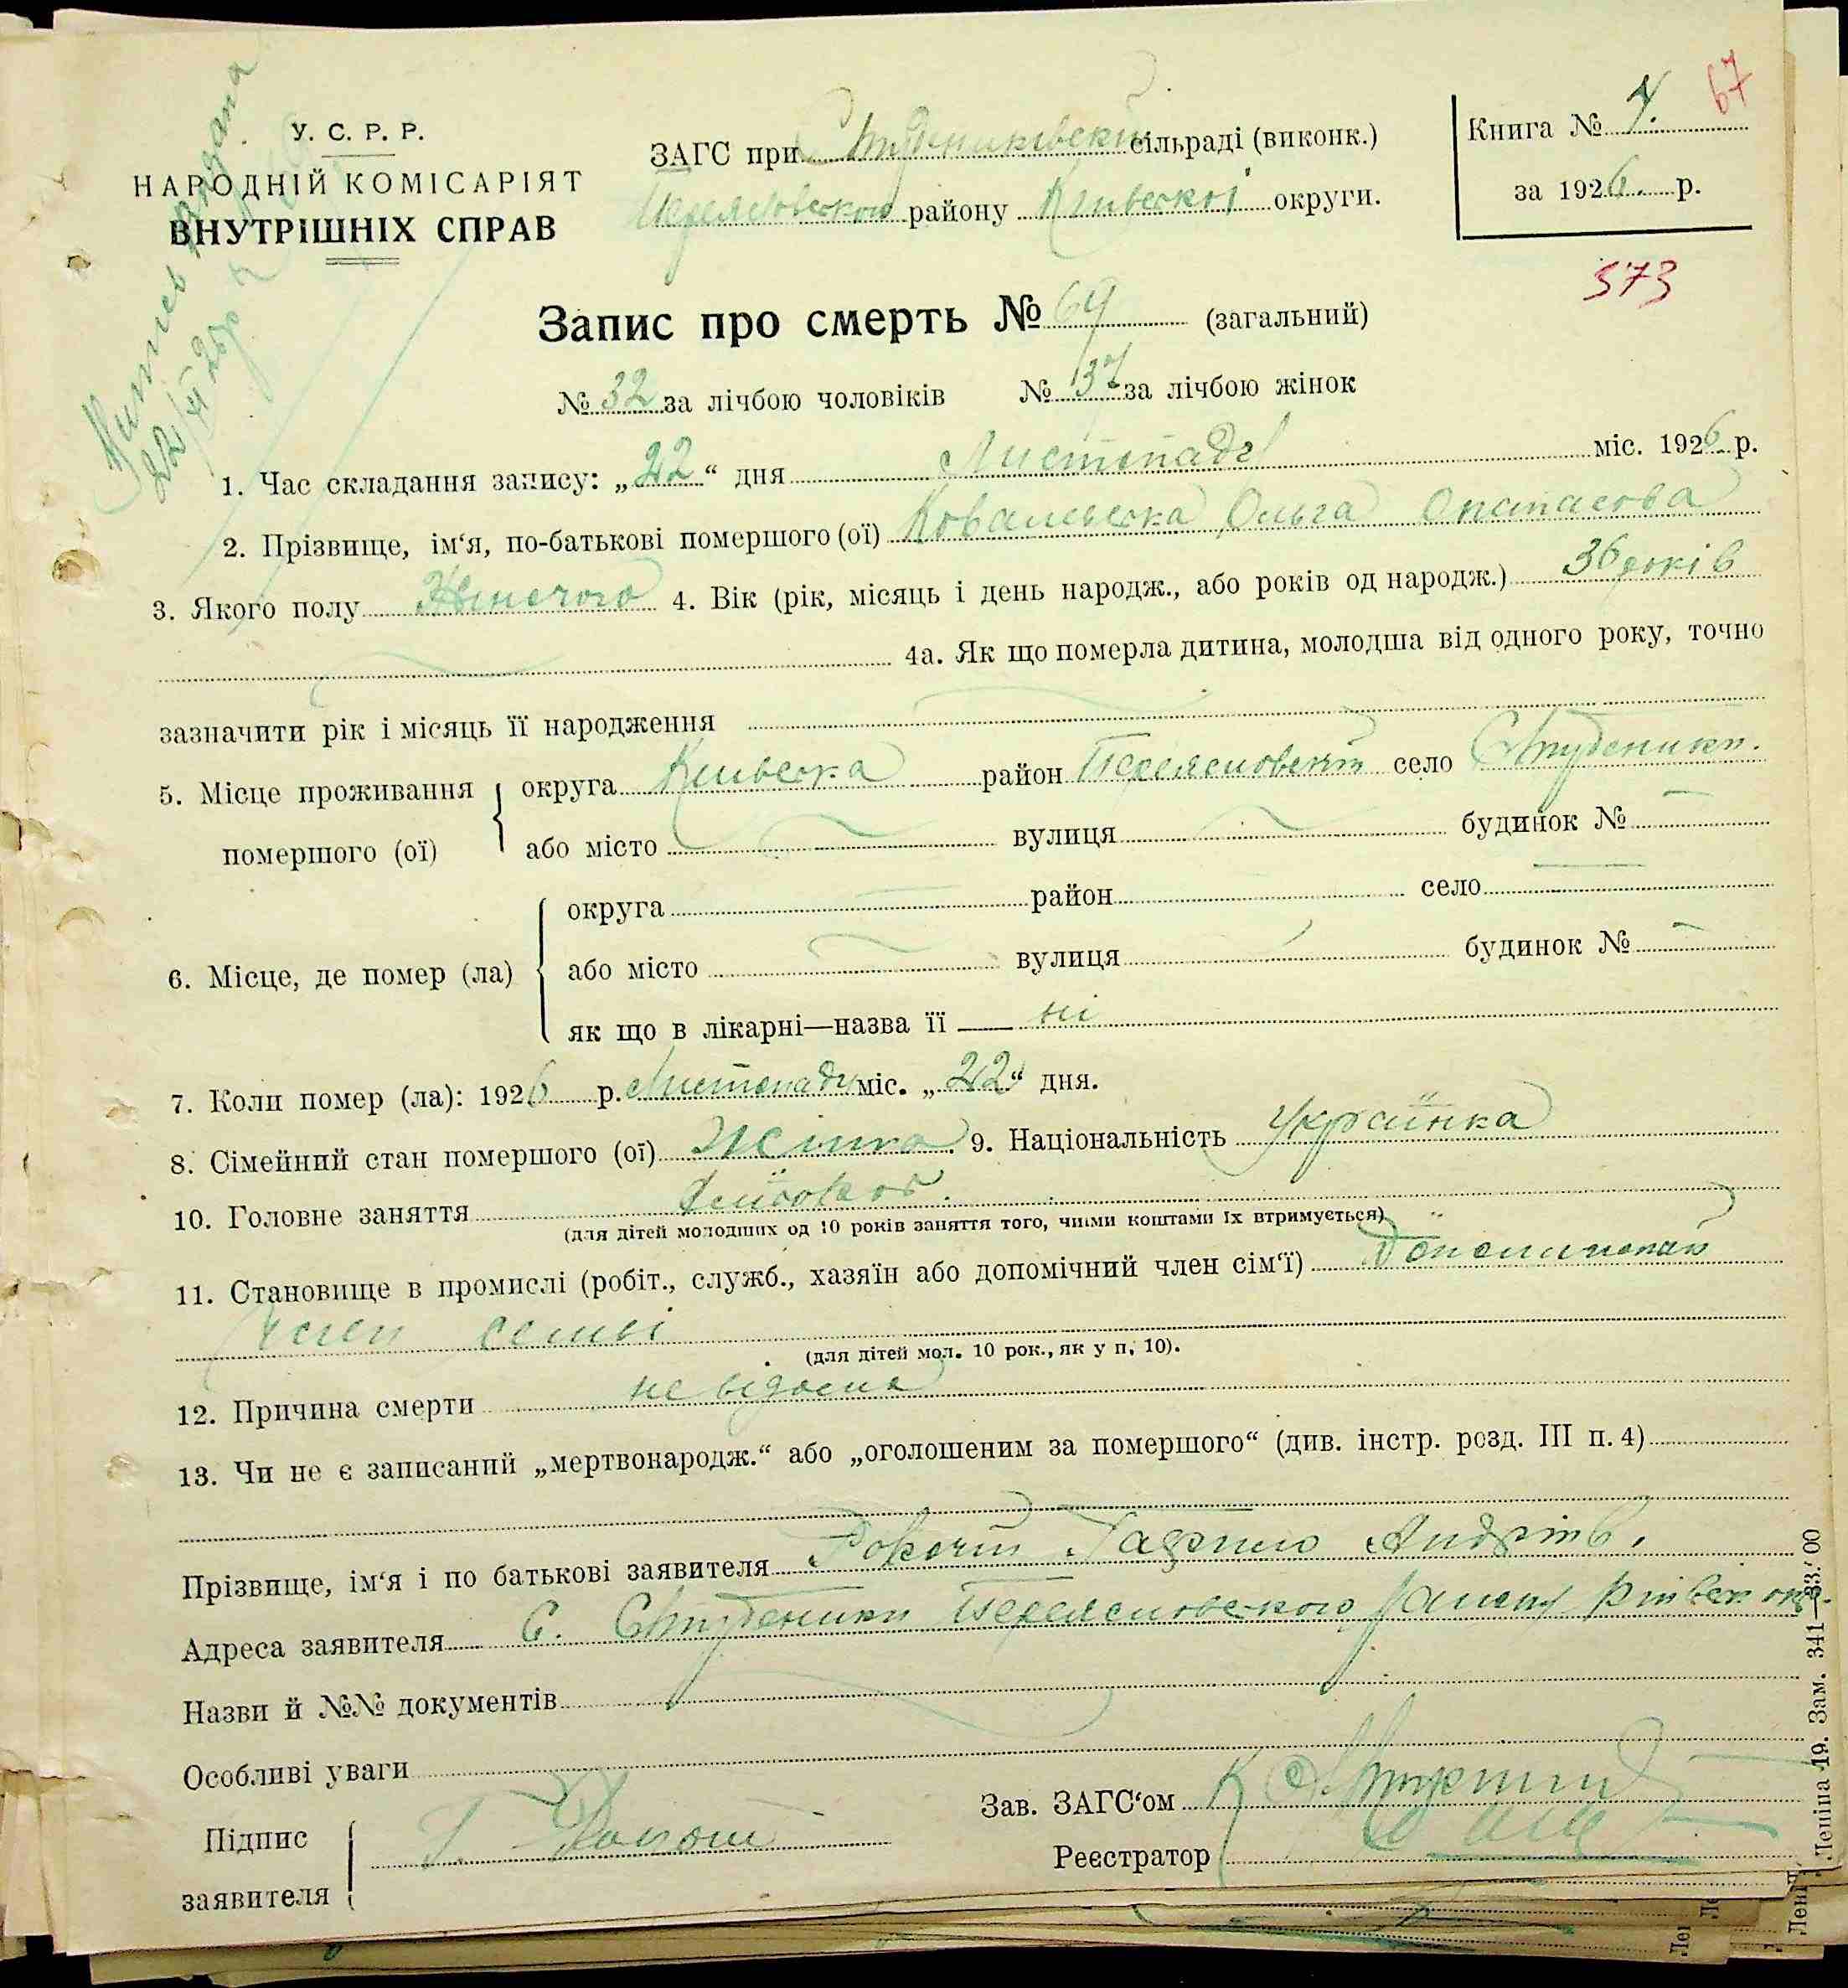 Витяг видана
67
У. С. Р. Р.
НАРОДНІЙ КОМІСАРІЯТ
ВНУТРІШНІХ СПРАВ
ЗАГС при Студениківській сільраді (виконк.)
району Київської округи.
Книга №
за 1926 р.
373
Запис про смерть № 69 (загальний)
№ 32 за лічбою чоловіків № 37 за лічбою жінок
1. Час складання запису: „22“ дня Листопада міс. 1926 р.
2. Прізвище, ім‘я, по-батькові помершого (ої) Ковальська Ольга Опанасова
3. Якого полу Жіночого 4. Вік (рік, місяць і день народж., або років од народж.) 36 років
4а. Як що померла дитина, молодша від одного року, точно
зазначити рік і місяць її народження
5. Місце проживання помершого (ої) округа Київська район село Студеники.
або місто вулиця будинок №
6. Місце, де помер (ла) округа район село
або місто вулиця будинок №
як що в лікарні—назва її — ні
7. Коли помер (ла): 1926 р. Листопаду міс. „22“ дня.
8. Сімейний стан помершого (ої) Жінка. 9. Національність Українка
10. Головне заняття
(для дітей молодших од 10 років заняття того, чиїми коштами їх втримується)
11. Становище в промислі (робіт., служб., хазяїн або допомічний член сім‘ї)
член семьї
(для дітей мол. 10 рок., як у п. 10).
12. Причина смерти не відома
13. Чи не є записаний „мертвонародж.“ або „оголошеним за помершого“ (див. інстр. розд. III п. 4)
Прізвище, ім‘я і по батькові заявителя Гаврило Андріїв.
Адреса заявителя С. Студеники
Назви й №№ документів
Особливі уваги
Підпис заявителя
Зав. ЗАГС‘ом
Реєстратор
Леніна 19. Зам. 341